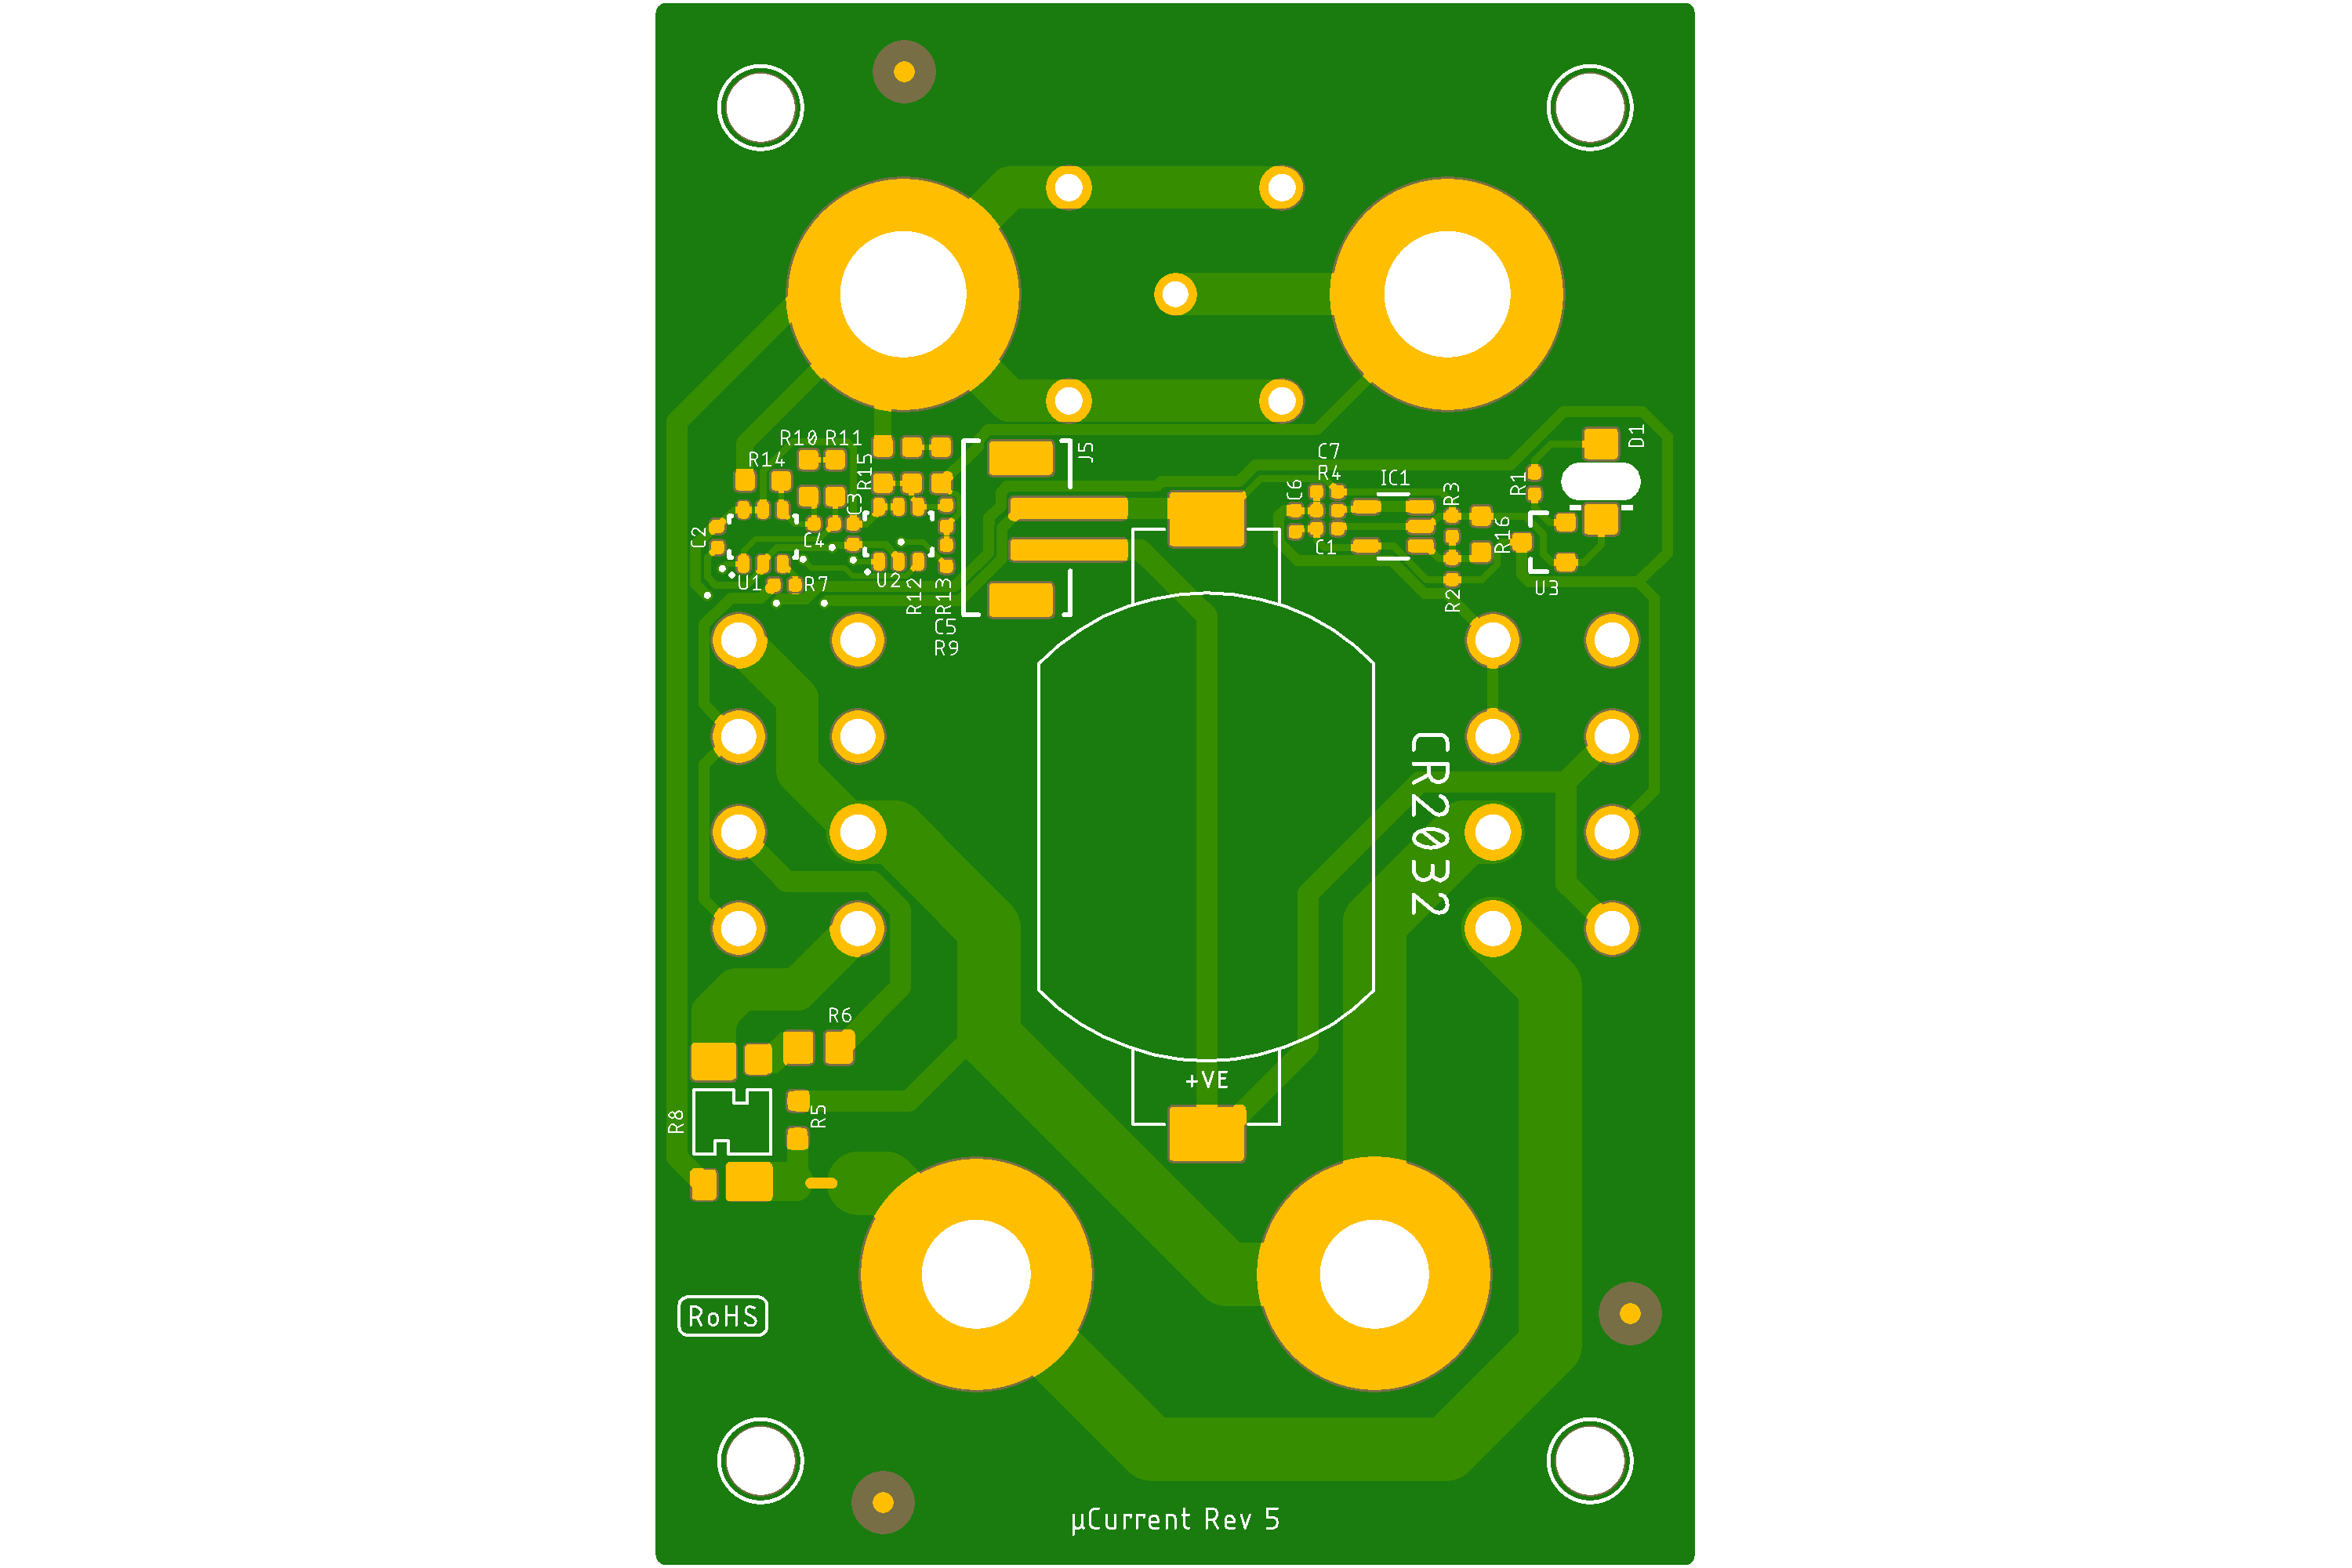 D1
R10 R11
J5
C7
R14
R15
R4
IC1
C6
R1
R3
C3
C2
C4
R16
C1
U1
R7
U2
R12
R13
R2
U3
C5
R9
CR2032
R6
+VE
R5
R8
RoHS
µCurrent Rev 5